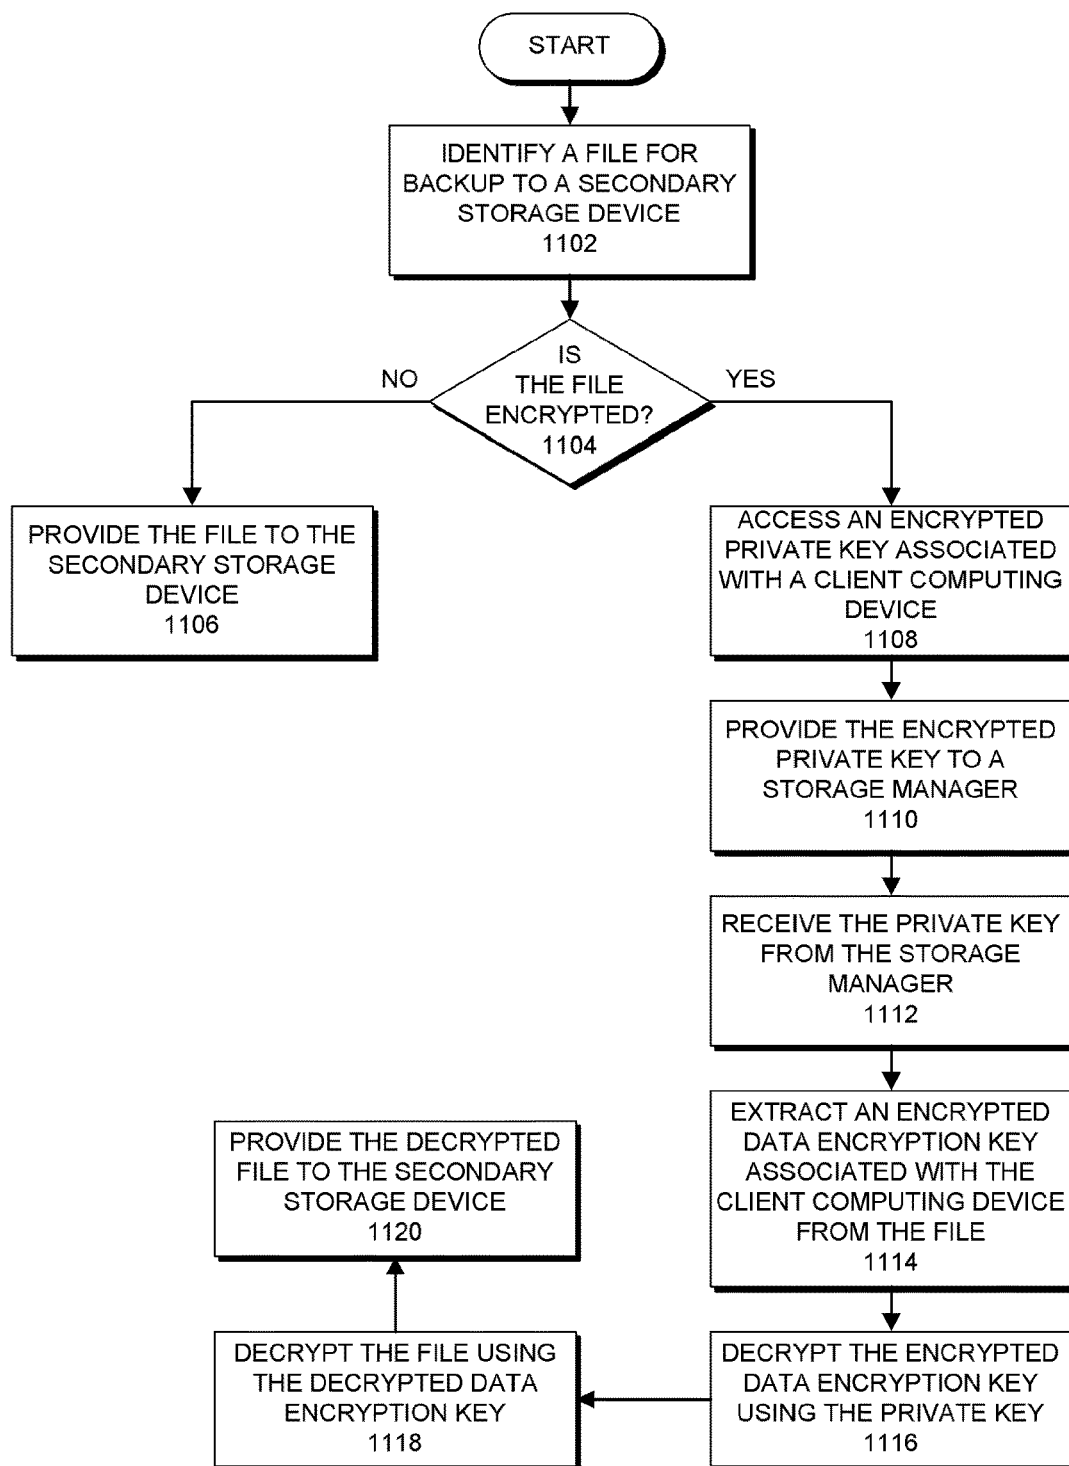 START
IDENTIFY A FILE FOR
BACKUP TO A SECONDARY
STORAGE DEVICE
1102
IS
THE FILE
ENCRYPTED?
1104
NO
YES
PROVIDE THE FILE TO THE
SECONDARY STORAGE
DEVICE
1106
ACCESS AN ENCRYPTED
PRIVATE KEY ASSOCIATED
WITH A CLIENT COMPUTING
DEVICE
1108
PROVIDE THE ENCRYPTED
PRIVATE KEY TO A
STORAGE MANAGER
1110
RECEIVE THE PRIVATE KEY
FROM THE STORAGE
MANAGER
1112
EXTRACT AN ENCRYPTED
DATA ENCRYPTION KEY
ASSOCIATED WITH THE
CLIENT COMPUTING DEVICE
FROM THE FILE
1114
DECRYPT THE ENCRYPTED
DATA ENCRYPTION KEY
USING THE PRIVATE KEY
1116
DECRYPT THE FILE USING
THE DECRYPTED DATA
ENCRYPTION KEY
1118
PROVIDE THE DECRYPTED
FILE TO THE SECONDARY
STORAGE DEVICE
1120